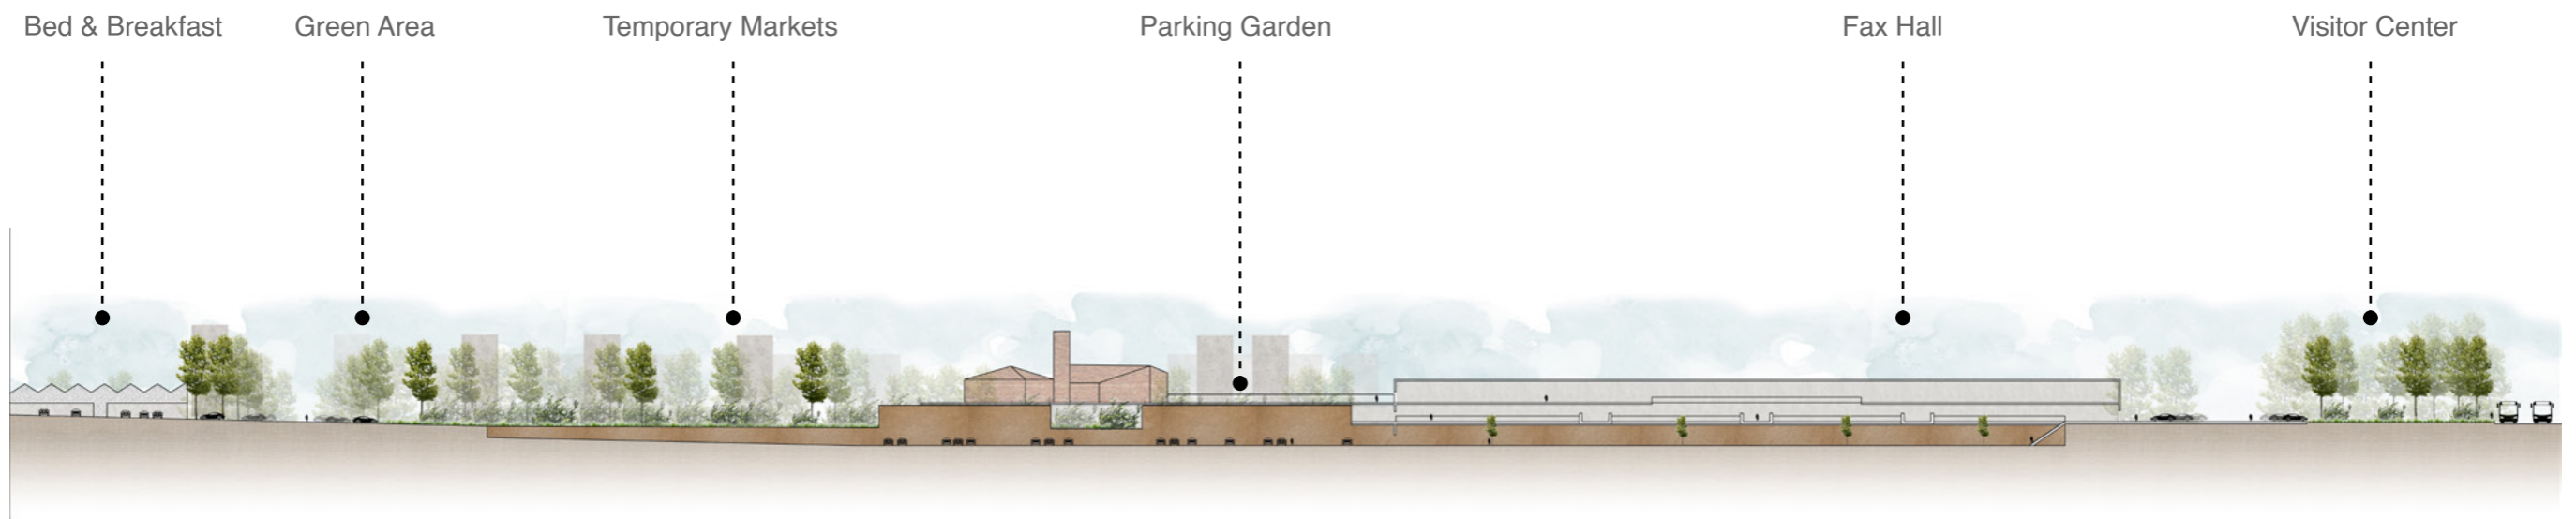 Bed & Breakfast
Green Area
Temporary Markets
Parking Garden
Fax Hall
Visitor Center